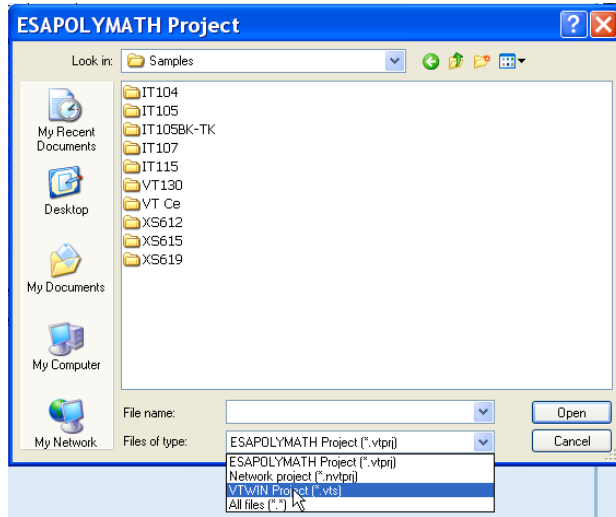 ESAPOLYMATH Project
Look in: Samples
My Recent
Documents
Desktop
My Documents
My Computer
My Network
IT104
IT105
IT105BK-TK
IT107
IT115
VT130
VT Ce
XS612
XS615
XS619
File name: Open
Files of type: ESAPOLYMATH Project (*.vtprj) Cancel
ESAPOLYMATH Project (*.vtprj)
Network project (*.nvtprj)
VTWIN Project (*.vts)
All files (*.*)